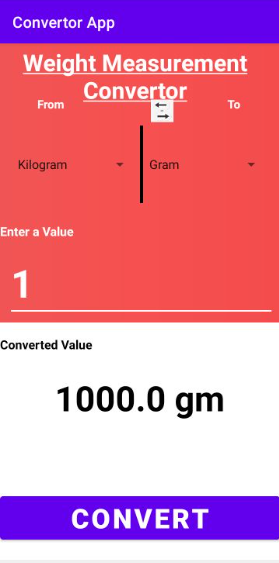 Convertor App
Weight Measurement
Convertor
From To
Kilogram Gram
Enter a Value
1
Converted Value
1000.0 gm
CONVERT